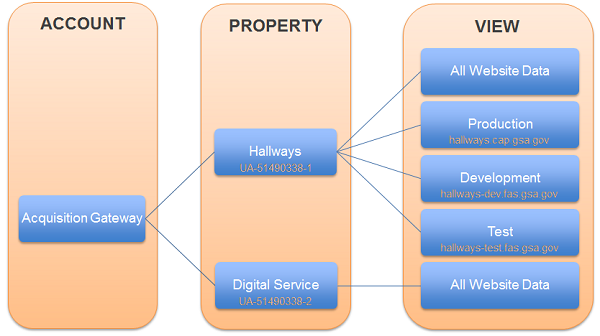 ACCOUNT
PROPERTY
VIEW
All Website Data
Production
hallways.cap.gsa.gov
Hallways
UA-51490338-1
Development
hallways-dev.fas.gsa.gov
Acquisition Gateway
Test
hallways-test.fas.gsa.gov
Digital Service
UA-51490338-2
All Website Data